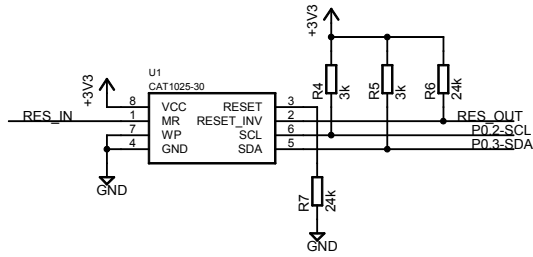 +3V3
U1
CAT1025-30
+3V3
R4
3k
R5
3k
R6
24k
8
VCC
RESET
3
RES_IN
1
MR
RESET_INV
2
RES_OUT
7
WP
SCL
6
P0.2-SCL
4
GND
SDA
5
P0.3-SDA
GND
R7
24k
GND